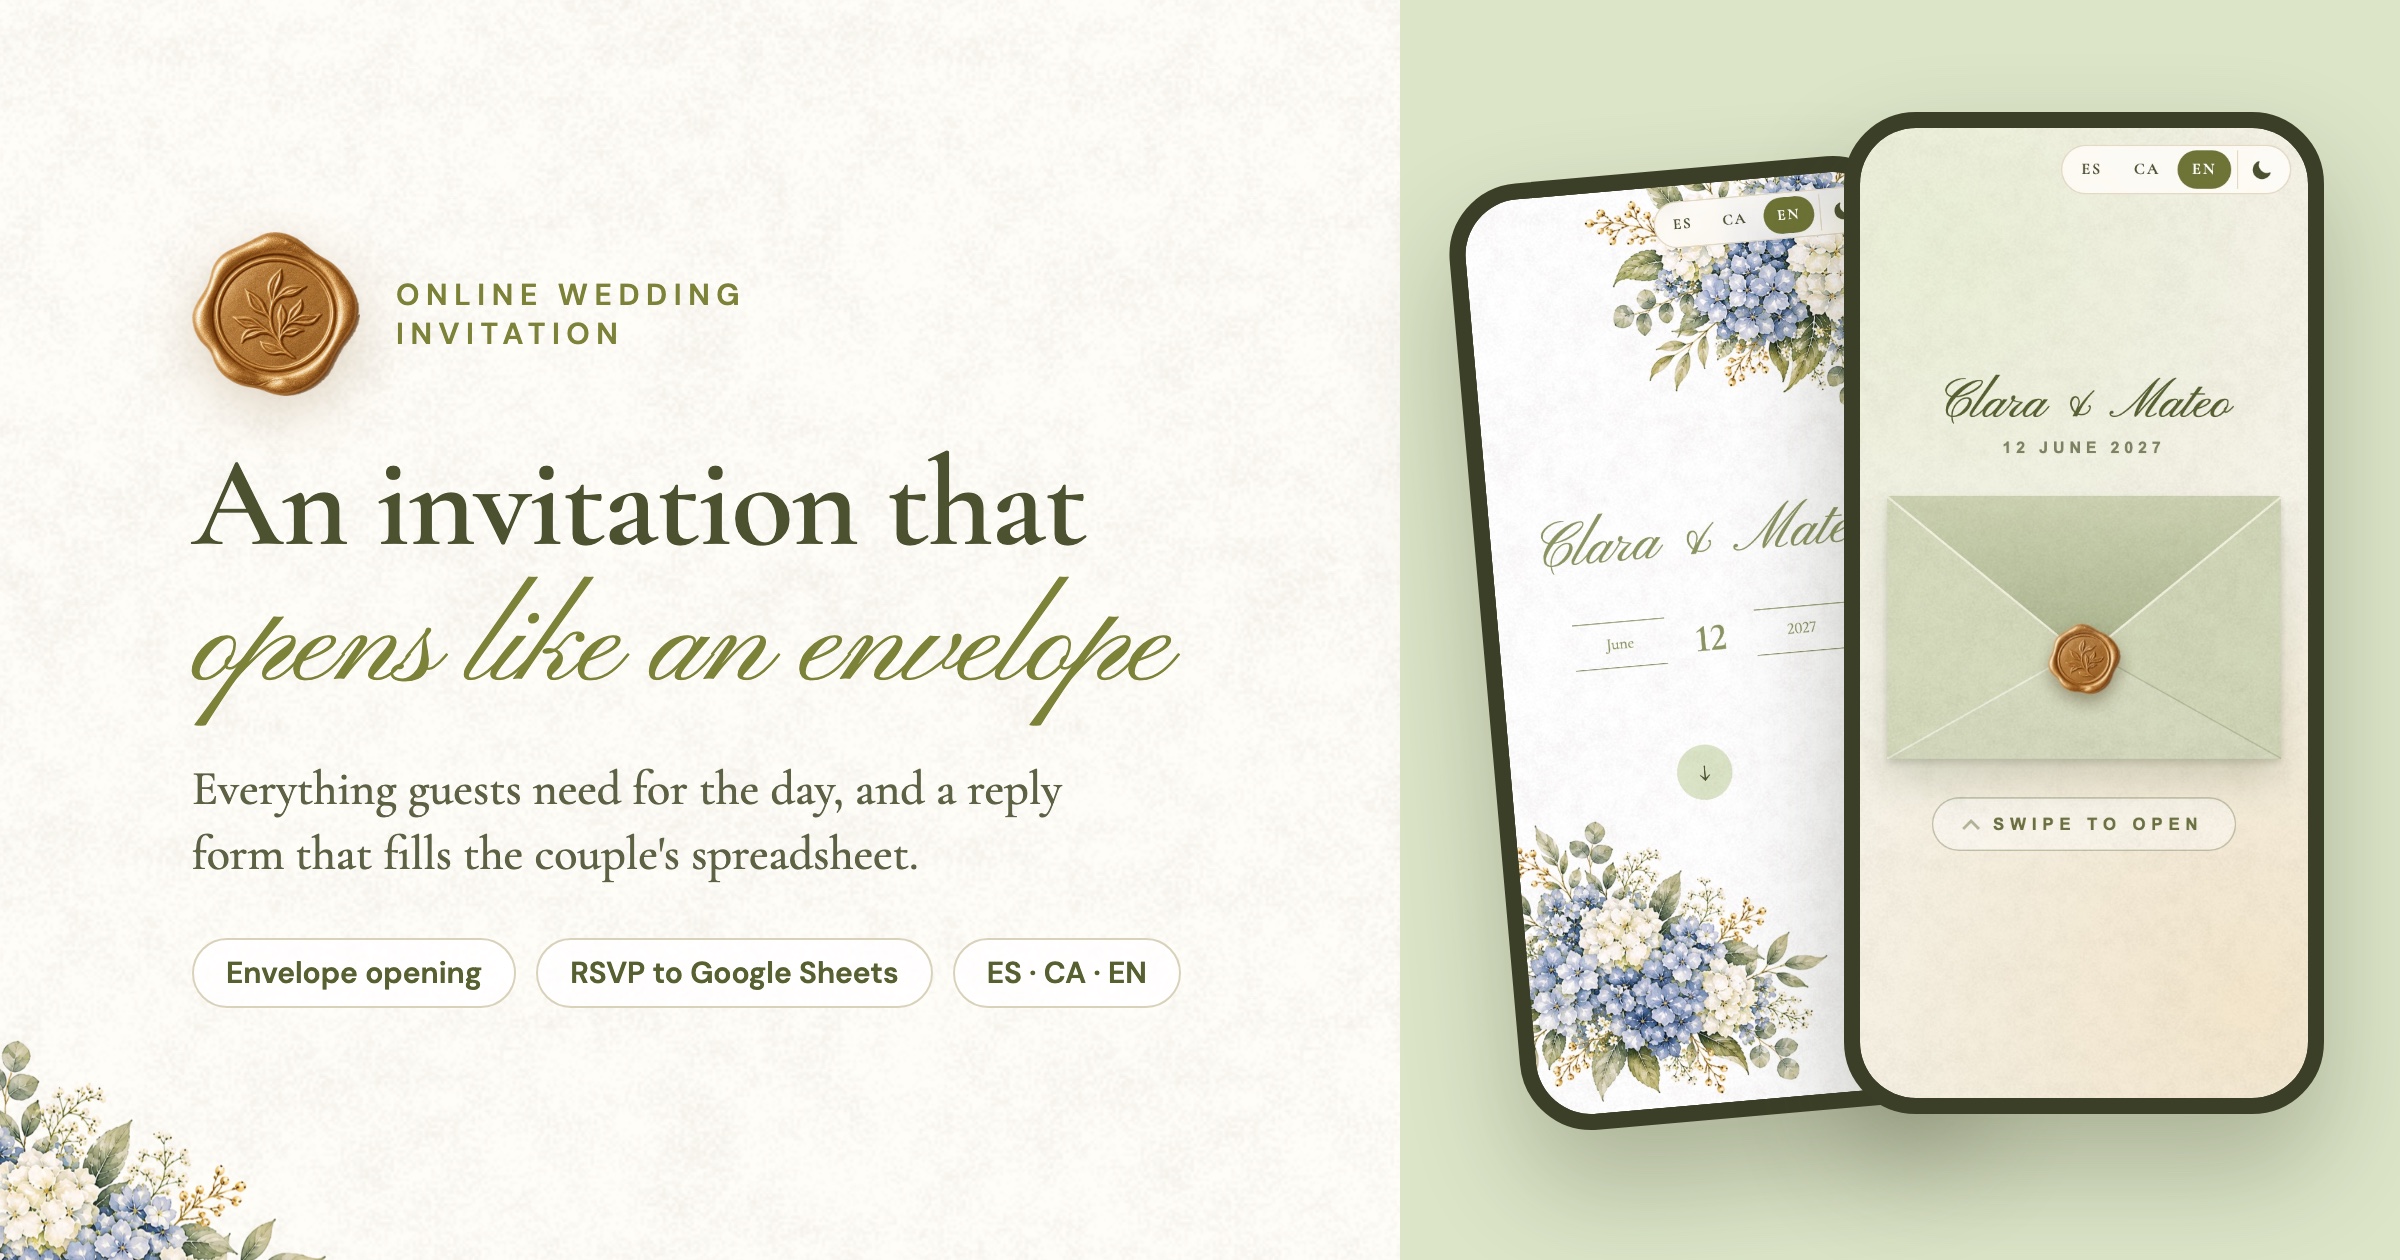 ONLINE WEDDING
INVITATION
An invitation that
opens like an envelope
Everything guests need for the day, and a reply
form that fills the couple's spreadsheet.
Envelope opening
RSVP to Google Sheets
ES · CA · EN
ES CA EN
Clara & Mate
June 12 2027
ES CA EN
Clara & Mateo
12 JUNE 2027
SWIPE TO OPEN